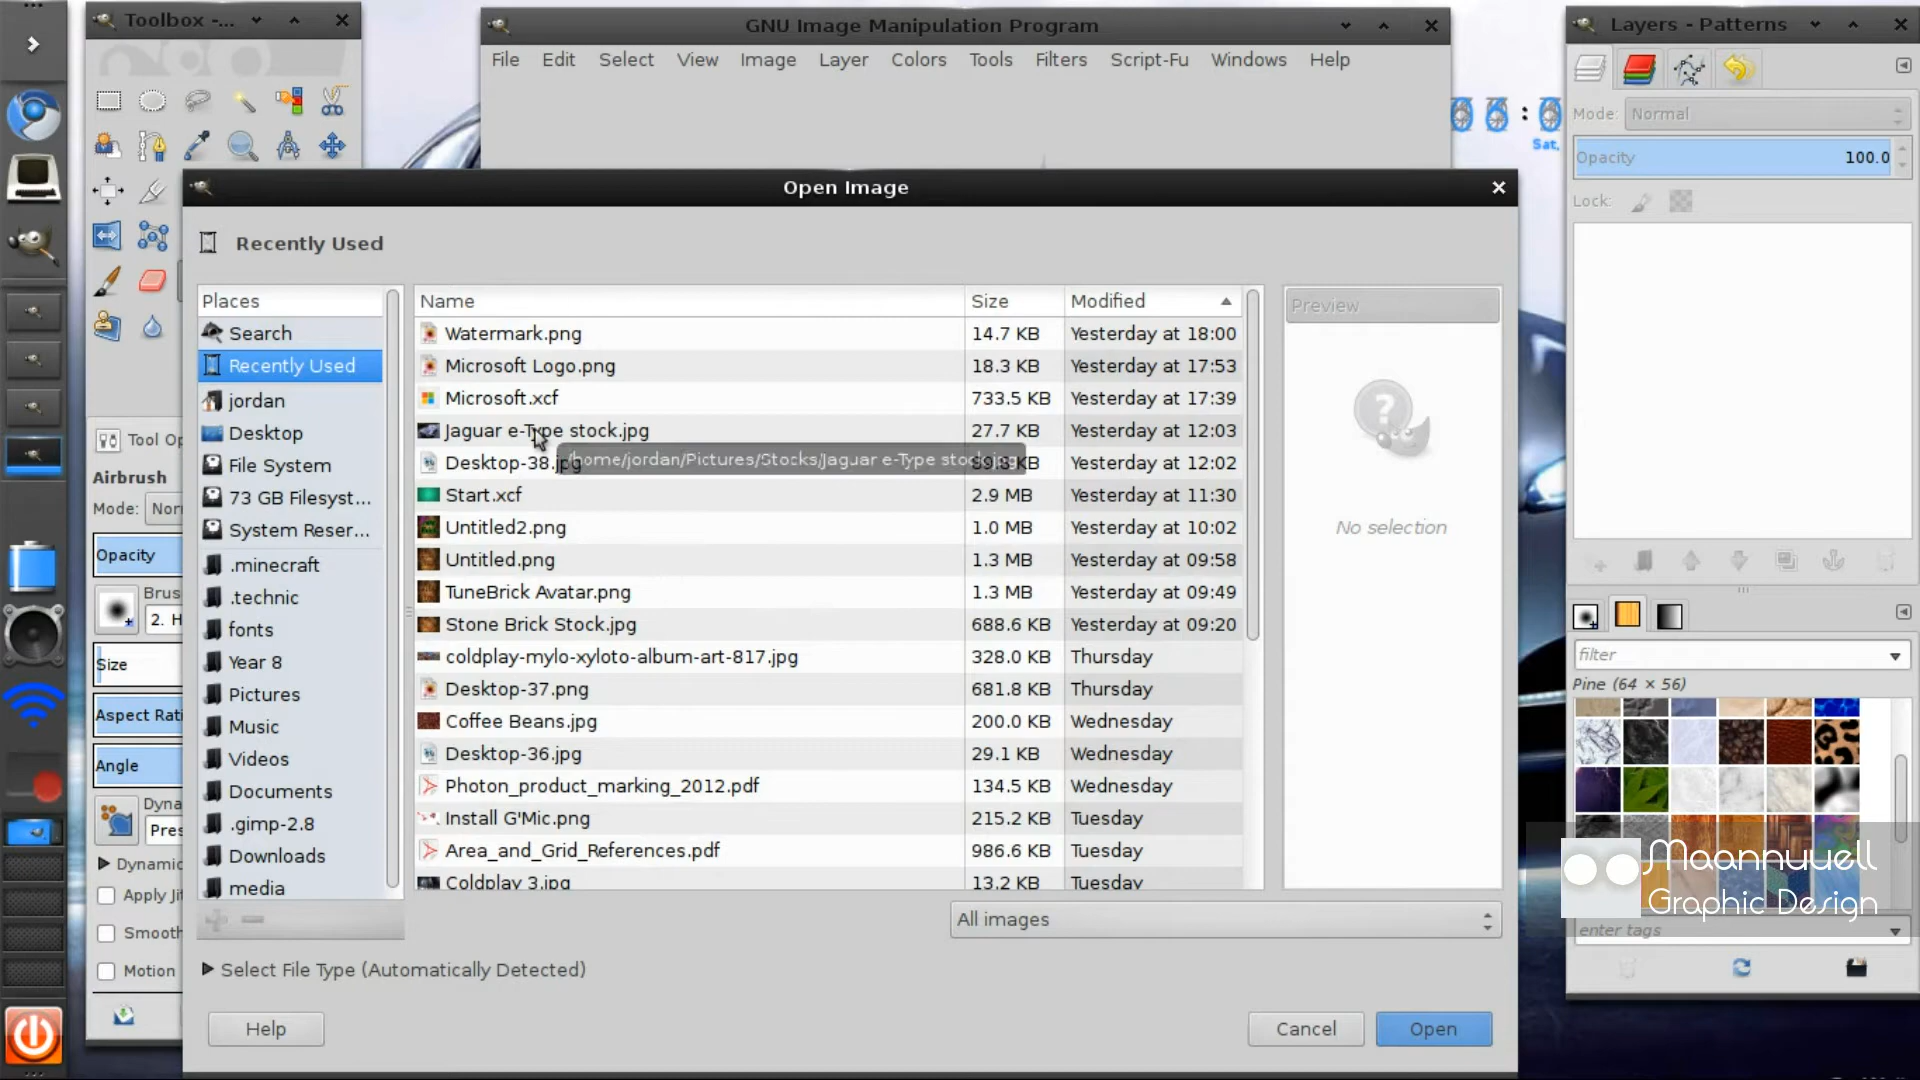 Toolbox -...
GNU Image Manipulation Program
Layers - Patterns
File Edit Select View Image Layer Colors Tools Filters Script-Fu Windows Help
Mode: Normal
Sat,
Opacity 100.0
Lock:
Open Image
Recently Used
Places
Search
Recently Used
jordan
Desktop
File System
73 GB Filesyst...
System Reser...
.minecraft
.technic
fonts
Year 8
Pictures
Music
Videos
Documents
.gimp-2.8
Downloads
media
Name Size Modified
Watermark.png 14.7 KB Yesterday at 18:00
Microsoft Logo.png 18.3 KB Yesterday at 17:53
Microsoft.xcf 733.5 KB Yesterday at 17:39
Jaguar e-Type stock.jpg 27.7 KB Yesterday at 12:03
/home/jordan/Pictures/Stocks/Jaguar e-Type stock.jpg
Desktop-38.jpg Yesterday at 12:02
Start.xcf 2.9 MB Yesterday at 11:30
Untitled2.png 1.0 MB Yesterday at 10:02
Untitled.png 1.3 MB Yesterday at 09:58
TuneBrick Avatar.png 1.3 MB Yesterday at 09:49
Stone Brick Stock.jpg 688.6 KB Yesterday at 09:20
coldplay-mylo-xyloto-album-art-817.jpg 328.0 KB Thursday
Desktop-37.png 681.8 KB Thursday
Coffee Beans.jpg 200.0 KB Wednesday
Desktop-36.jpg 29.1 KB Wednesday
Photon_product_marking_2012.pdf 134.5 KB Wednesday
Install G'Mic.png 215.2 KB Tuesday
Area_and_Grid_References.pdf 986.6 KB Tuesday
Coldplay 3.jpg 13.2 KB Tuesday
Preview
No selection
All images
Select File Type (Automatically Detected)
Help
Cancel
Open
Tool Op
Airbrush
Mode: Nor
Opacity
Brus
2. H
Size
Aspect Rati
Angle
Dyna
Pres
Dynamic
Apply Jit
Smooth
Motion
filter
Pine (64 × 56)
Maannuuell
Graphic Design
enter tags